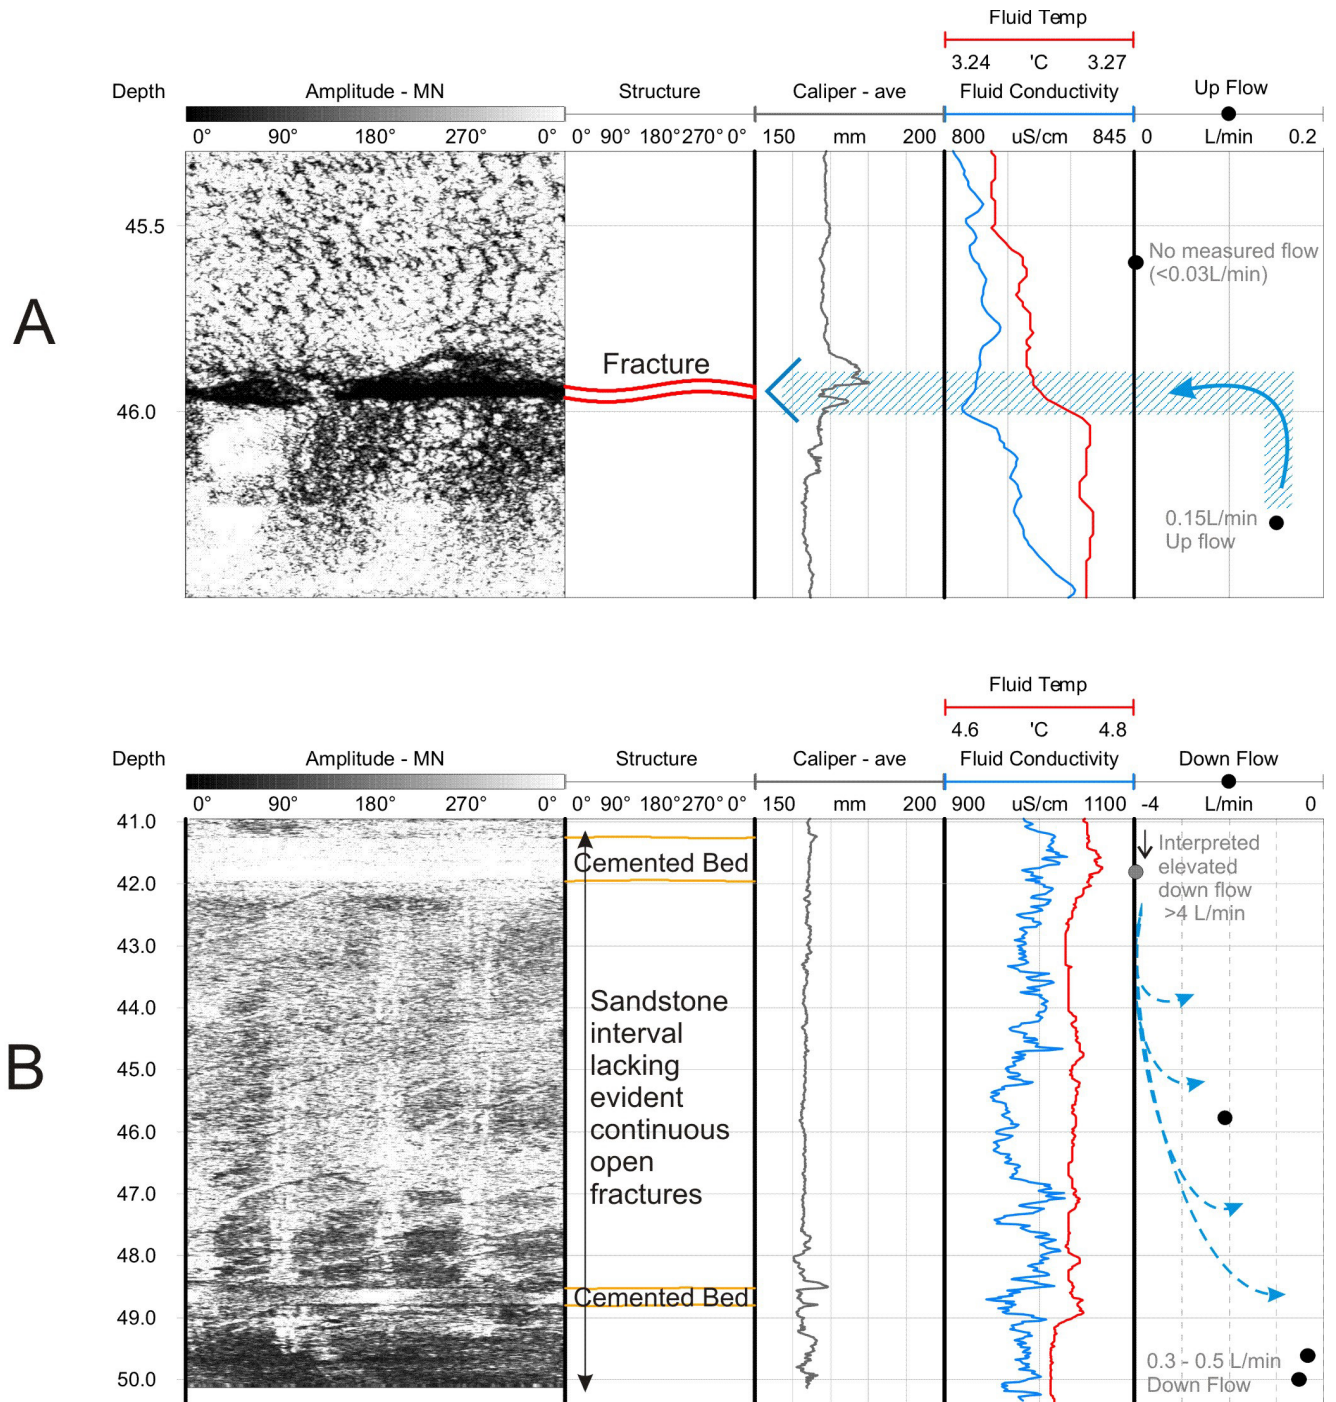 Fluid Temp
3.24 'C 3.27
Depth Amplitude - MN Structure Caliper - ave Fluid Conductivity Up Flow
0° 90° 180° 270° 0° 0° 90° 180° 270° 0° 150 mm 200 800 uS/cm 845 0 L/min 0.2
45.5
No measured flow
(<0.03L/min)
A
Fracture
46.0
0.15L/min
Up flow
Fluid Temp
4.6 'C 4.8
Depth Amplitude - MN Structure Caliper - ave Fluid Conductivity Down Flow
0° 90° 180° 270° 0° 0° 90° 180° 270° 0° 150 mm 200 900 uS/cm 1100 -4 L/min 0
41.0
Interpreted
elevated
down flow
>4 L/min
Cemented Bed
42.0
43.0
44.0
Sandstone
interval
lacking
evident
continuous
open
fractures
B
45.0
46.0
47.0
48.0
Cemented Bed
49.0
0.3 - 0.5 L/min
Down Flow
50.0